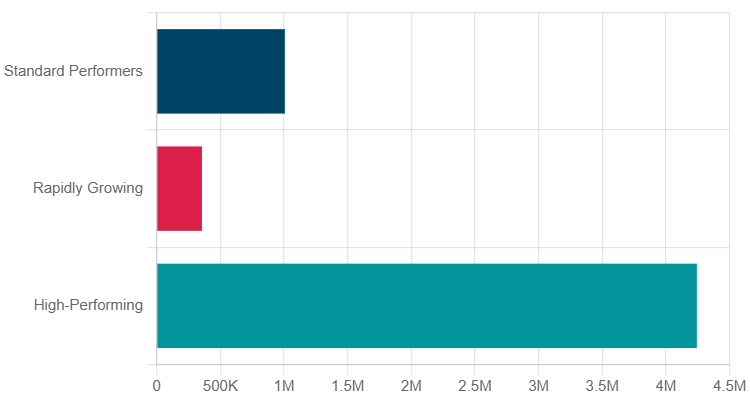 Standard Performers
Rapidly Growing
High-Performing
0 500K 1M 1.5M 2M 2.5M 3M 3.5M 4M 4.5M